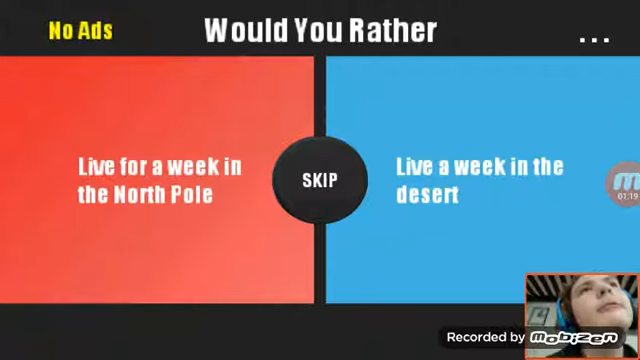 No Ads
Would You Rather
...
Live for a week in
the North Pole
SKIP
Live a week in the
desert
m
01:19
Recorded by mobizen